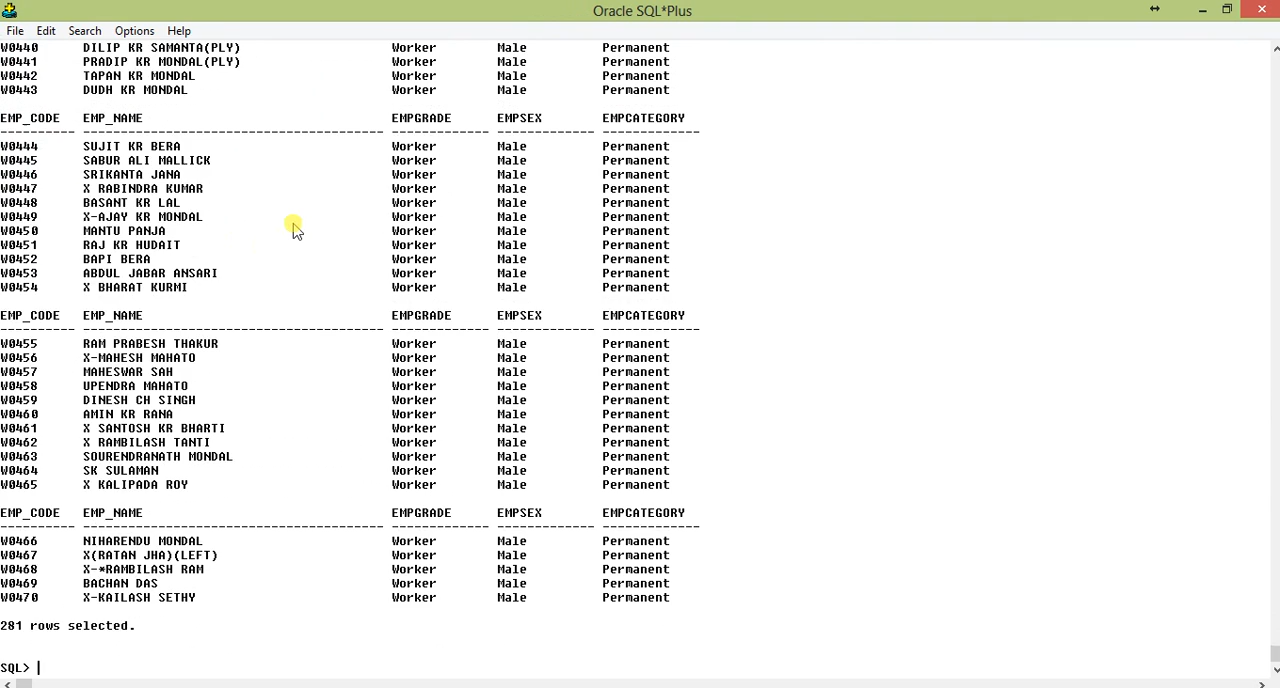 Oracle SQL*Plus
File Edit Search Options Help
W0440 DILIP KR SAMANTA(PLY) Worker Male Permanent
W0441 PRADIP KR MONDAL(PLY) Worker Male Permanent
W0442 TAPAN KR MONDAL Worker Male Permanent
W0443 DUDH KR MONDAL Worker Male Permanent
EMP_CODE EMP_NAME EMPGRADE EMPSEX EMPCATEGORY
---------- ---------------------------------------- ------------- ------------- -------------
W0444 SUJIT KR BERA Worker Male Permanent
W0445 SABUR ALI MALLICK Worker Male Permanent
W0446 SRIKANTA JANA Worker Male Permanent
W0447 X RABINDRA KUMAR Worker Male Permanent
W0448 BASANT KR LAL Worker Male Permanent
W0449 X-AJAY KR MONDAL Worker Male Permanent
W0450 MANTU PANJA Worker Male Permanent
W0451 RAJ KR HUDAIT Worker Male Permanent
W0452 BAPI BERA Worker Male Permanent
W0453 ABDUL JABAR ANSARI Worker Male Permanent
W0454 X BHARAT KURMI Worker Male Permanent
EMP_CODE EMP_NAME EMPGRADE EMPSEX EMPCATEGORY
---------- ---------------------------------------- ------------- ------------- -------------
W0455 RAM PRABESH THAKUR Worker Male Permanent
W0456 X-MAHESH MAHATO Worker Male Permanent
W0457 MAHESWAR SAH Worker Male Permanent
W0458 UPENDRA MAHATO Worker Male Permanent
W0459 DINESH CH SINGH Worker Male Permanent
W0460 AMIN KR RANA Worker Male Permanent
W0461 X SANTOSH KR BHARTI Worker Male Permanent
W0462 X RAMBILASH TANTI Worker Male Permanent
W0463 SOURENDRANATH MONDAL Worker Male Permanent
W0464 SK SULAMAN Worker Male Permanent
W0465 X KALIPADA ROY Worker Male Permanent
EMP_CODE EMP_NAME EMPGRADE EMPSEX EMPCATEGORY
---------- ---------------------------------------- ------------- ------------- -------------
W0466 NIHARENDU MONDAL Worker Male Permanent
W0467 X(RATAN JHA)(LEFT) Worker Male Permanent
W0468 X-*RAMBILASH RAM Worker Male Permanent
W0469 BACHAN DAS Worker Male Permanent
W0470 X-KAILASH SETHY Worker Male Permanent
281 rows selected.
SQL>